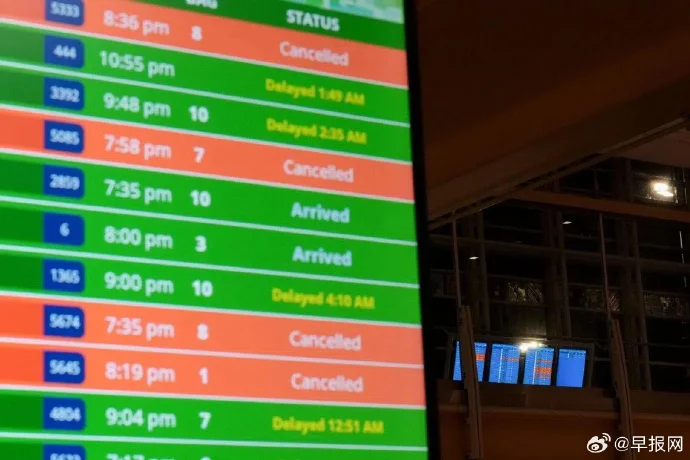 BAG STATUS
5333 8:36 pm 8 Cancelled
444 10:55 pm Delayed 1:49 AM
3392 9:48 pm 10 Delayed 2:35 AM
5085 7:58 pm 7 Cancelled
2859 7:35 pm 10 Arrived
6 8:00 pm 3 Arrived
1365 9:00 pm 10 Delayed 4:10 AM
5674 7:35 pm 8 Cancelled
5645 8:19 pm 1 Cancelled
4804 9:04 pm 7 Delayed 12:51 AM
@早报网